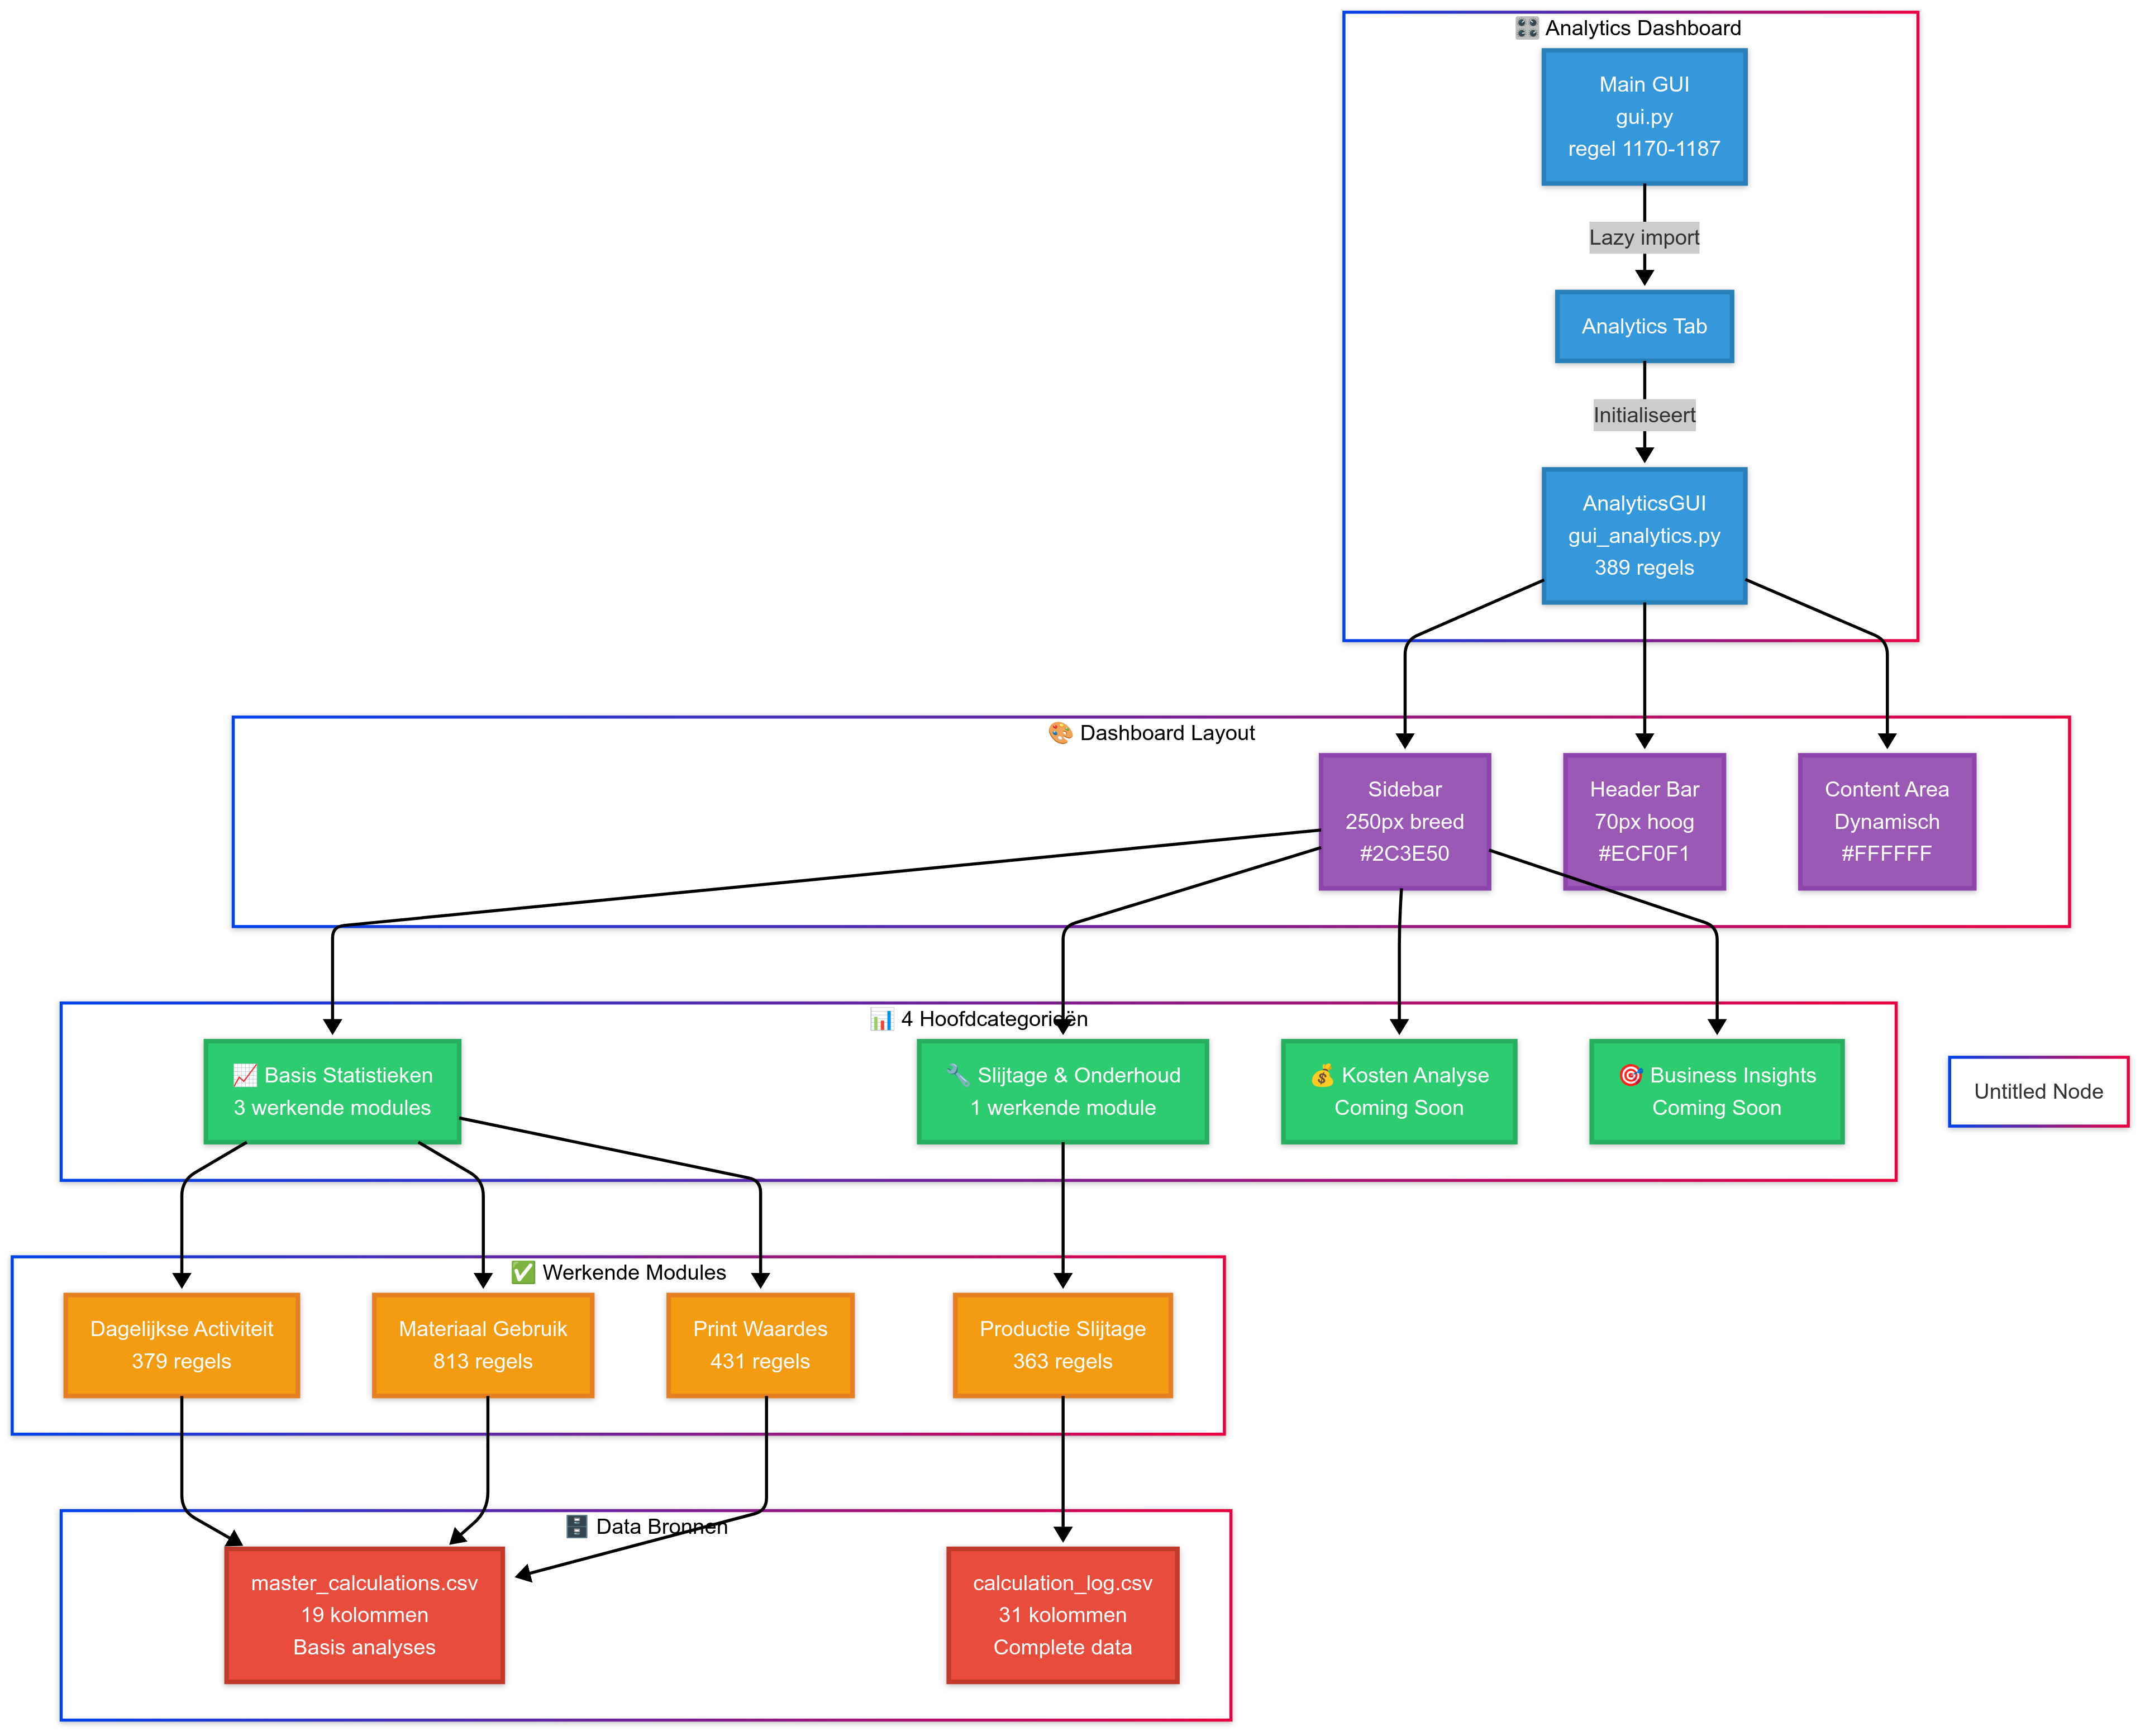 Analytics Dashboard
Main GUI
gui.py
regel 1170-1187
Lazy import
Analytics Tab
Initialiseert
AnalyticsGUI
gui_analytics.py
389 regels
Dashboard Layout
Sidebar
250px breed
#2C3E50
Header Bar
70px hoog
#ECF0F1
Content Area
Dynamisch
#FFFFFF
4 Hoofdcategorieën
Basis Statistieken
3 werkende modules
Slijtage & Onderhoud
1 werkende module
Kosten Analyse
Coming Soon
Business Insights
Coming Soon
Untitled Node
Werkende Modules
Dagelijkse Activiteit
379 regels
Materiaal Gebruik
813 regels
Print Waardes
431 regels
Productie Slijtage
363 regels
Data Bronnen
master_calculations.csv
19 kolommen
Basis analyses
calculation_log.csv
31 kolommen
Complete data